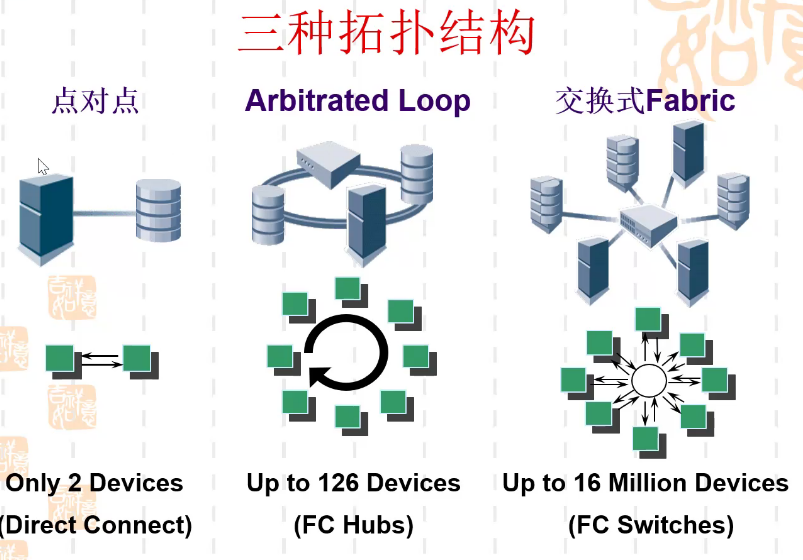 三种拓扑结构
点对点
Arbitrated Loop
交换式Fabric
Only 2 Devices
(Direct Connect)
Up to 126 Devices
(FC Hubs)
Up to 16 Million Devices
(FC Switches)